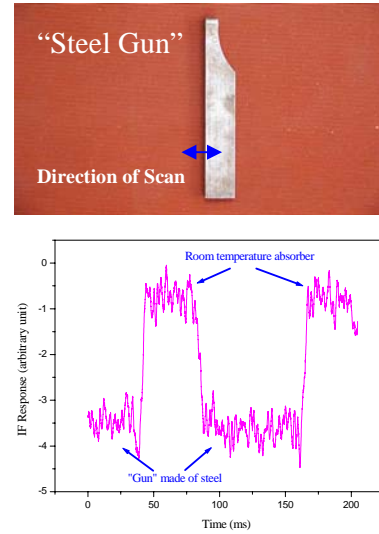 “Steel Gun”
Direction of Scan
Room temperature absorber
0
-1
-2
-3
-4
-5
IF Response (arbitrary unit)
"Gun" made of steel
0
50
100
150
200
Time (ms)